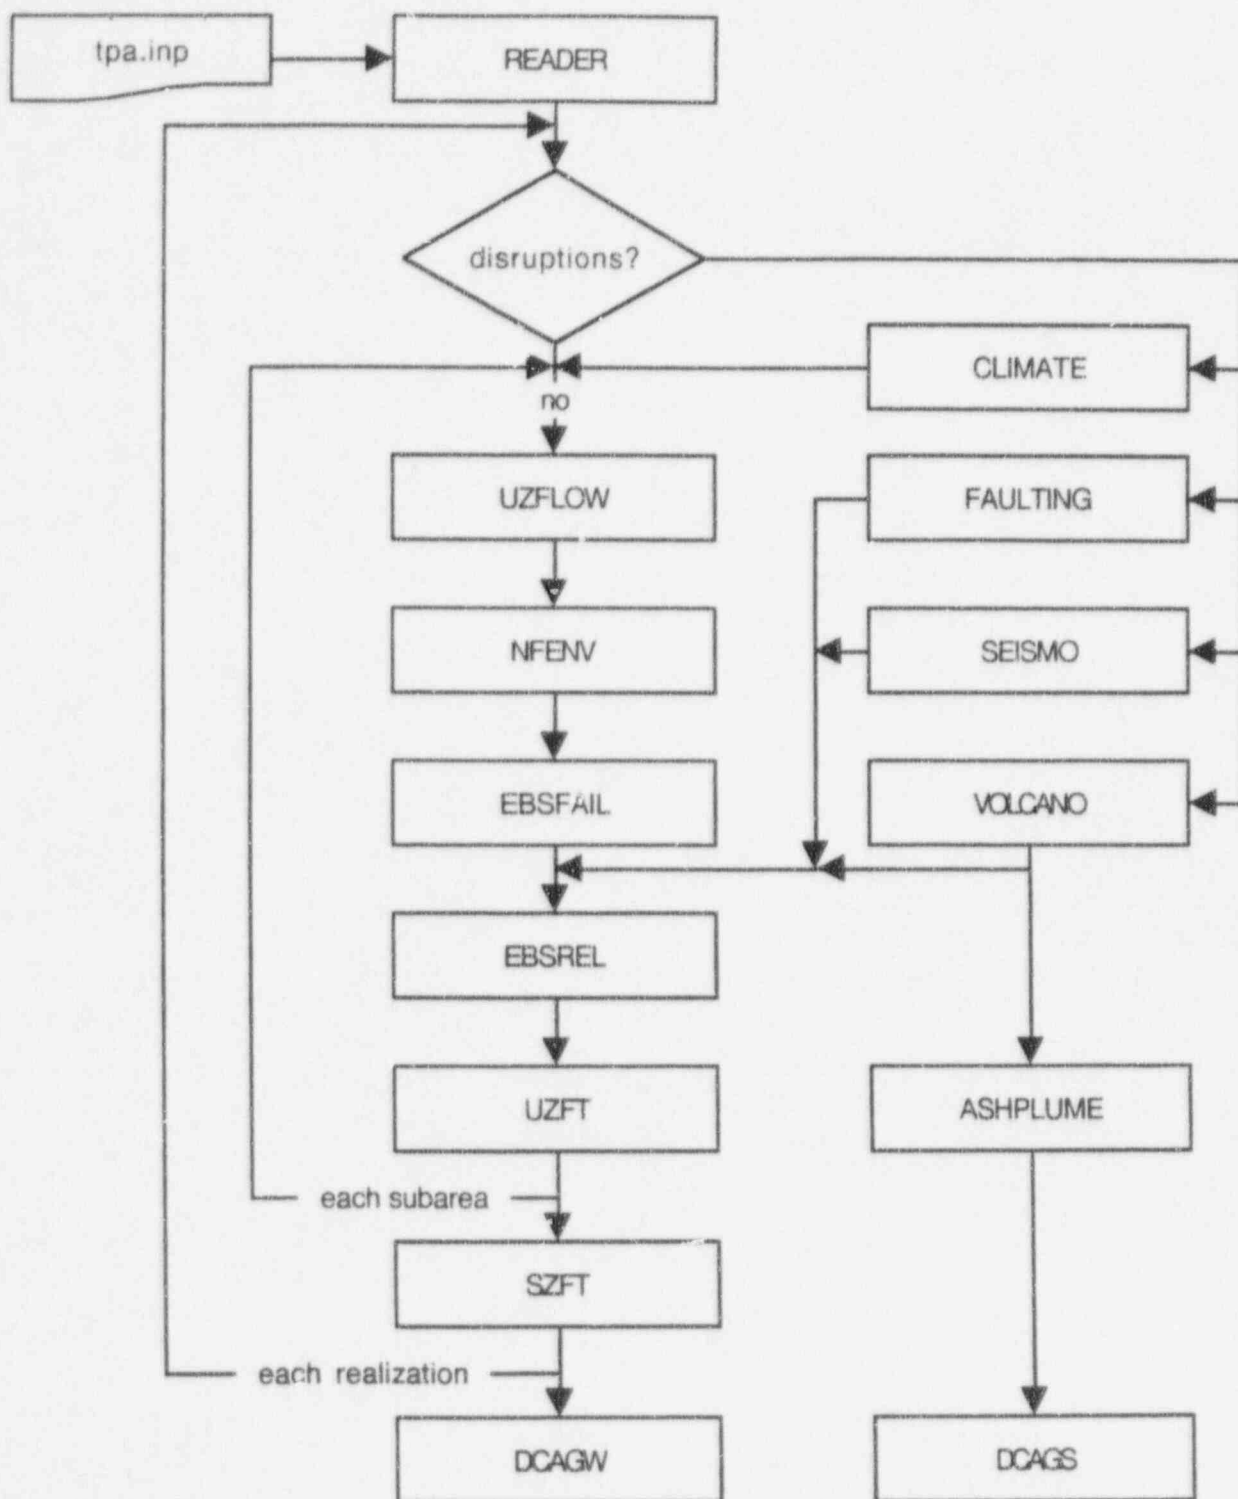 tpa.inp
READER
disruptions?
CLIMATE
no
UZFLOW
FAULTING
NFENV
SEISMO
EBSFAIL
VOLCANO
EBSREL
UZFT
ASHPLUME
each subarea
SZFT
each realization
DCAGW
DCAGS